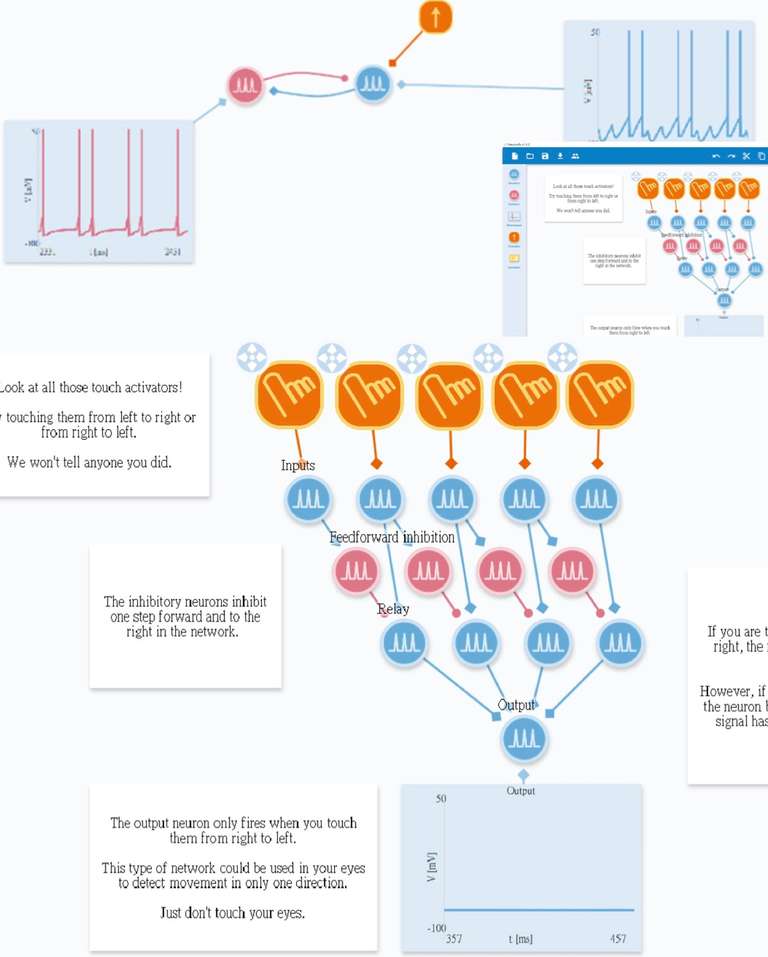 50
V [mV]
t [ms]
2431
-100
Look at all those touch activators!
Try touching them from left to right or
from right to left.
We won't tell anyone you did.
The inhibitory neurons inhibit
one step forward and to the
right in the network.
The output neuron only fires when you touch
them from right to left.
Look at all those touch activators!
touching them from left to right or
from right to left.
We won't tell anyone you did.
Inputs
Feedforward inhibition
The inhibitory neurons inhibit
one step forward and to the
right in the network.
Relay
If you are t
right, the
However, if
the neuron b
signal has
Output
The output neuron only fires when you touch
them from right to left.
This type of network could be used in your eyes
to detect movement in only one direction.
Just don't touch your eyes.
Output
50
V [mV]
-100
357
t [ms]
457